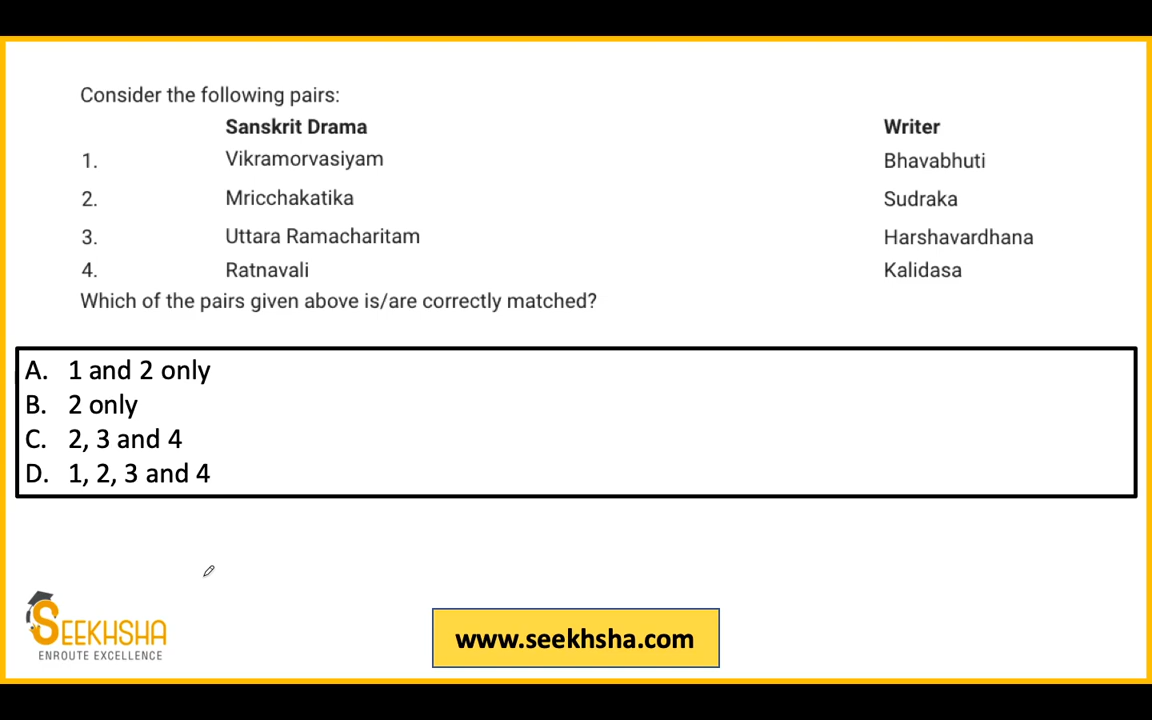 Consider the following pairs:
Sanskrit Drama Writer
1. Vikramorvasiyam Bhavabhuti
2. Mricchakatika Sudraka
3. Uttara Ramacharitam Harshavardhana
4. Ratnavali Kalidasa
Which of the pairs given above is/are correctly matched?
A. 1 and 2 only
B. 2 only
C. 2, 3 and 4
D. 1, 2, 3 and 4
SEEKHSHA
ENROUTE EXCELLENCE
www.seekhsha.com